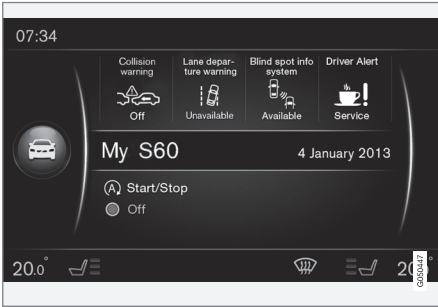 07:34
Collision warning
Off
Lane depar-
ture warning
Unavailable
Blind spot info system
Available
Driver Alert
Service
My S60
4 January 2013
A Start/Stop
Off
20.0°
20
G050447